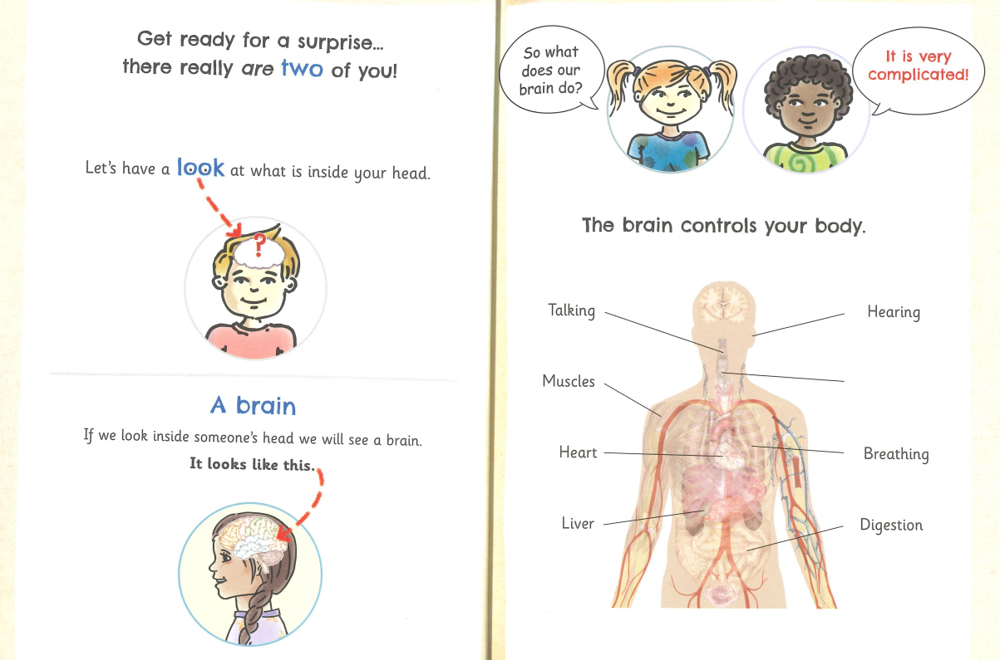 Get ready for a surprise...
there really are two of you!
Let's have a look at what is inside your head.
?
A brain
If we look inside someone's head we will see a brain.
It looks like this.
So what
does our
brain do?
It is very
complicated!
The brain controls your body.
Talking
Hearing
Muscles
Heart
Breathing
Liver
Digestion